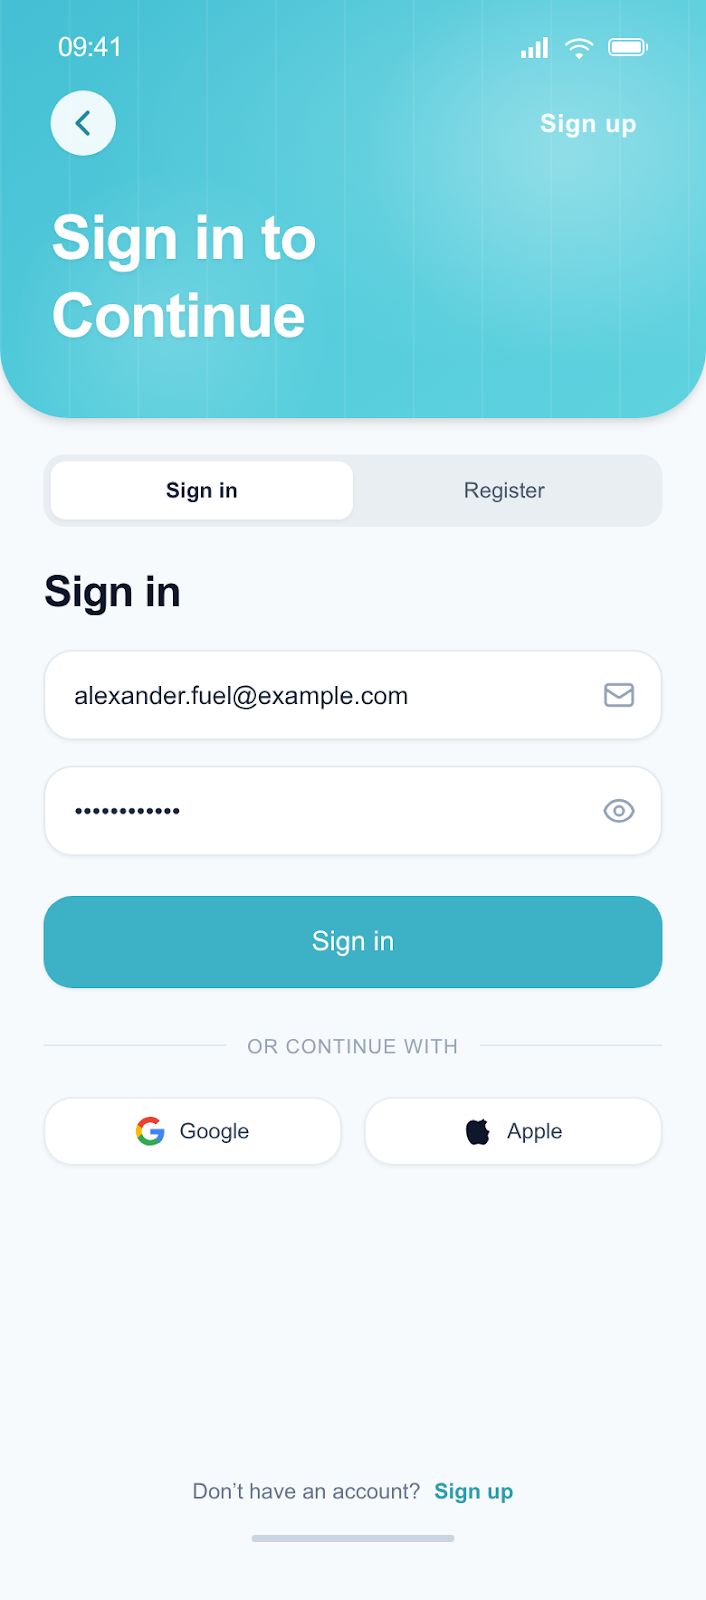 09:41
Sign up
Sign in to
Continue
Sign in
Register
Sign in
alexander.fuel@example.com
••••••••••••
Sign in
OR CONTINUE WITH
Google
Apple
Don’t have an account? Sign up